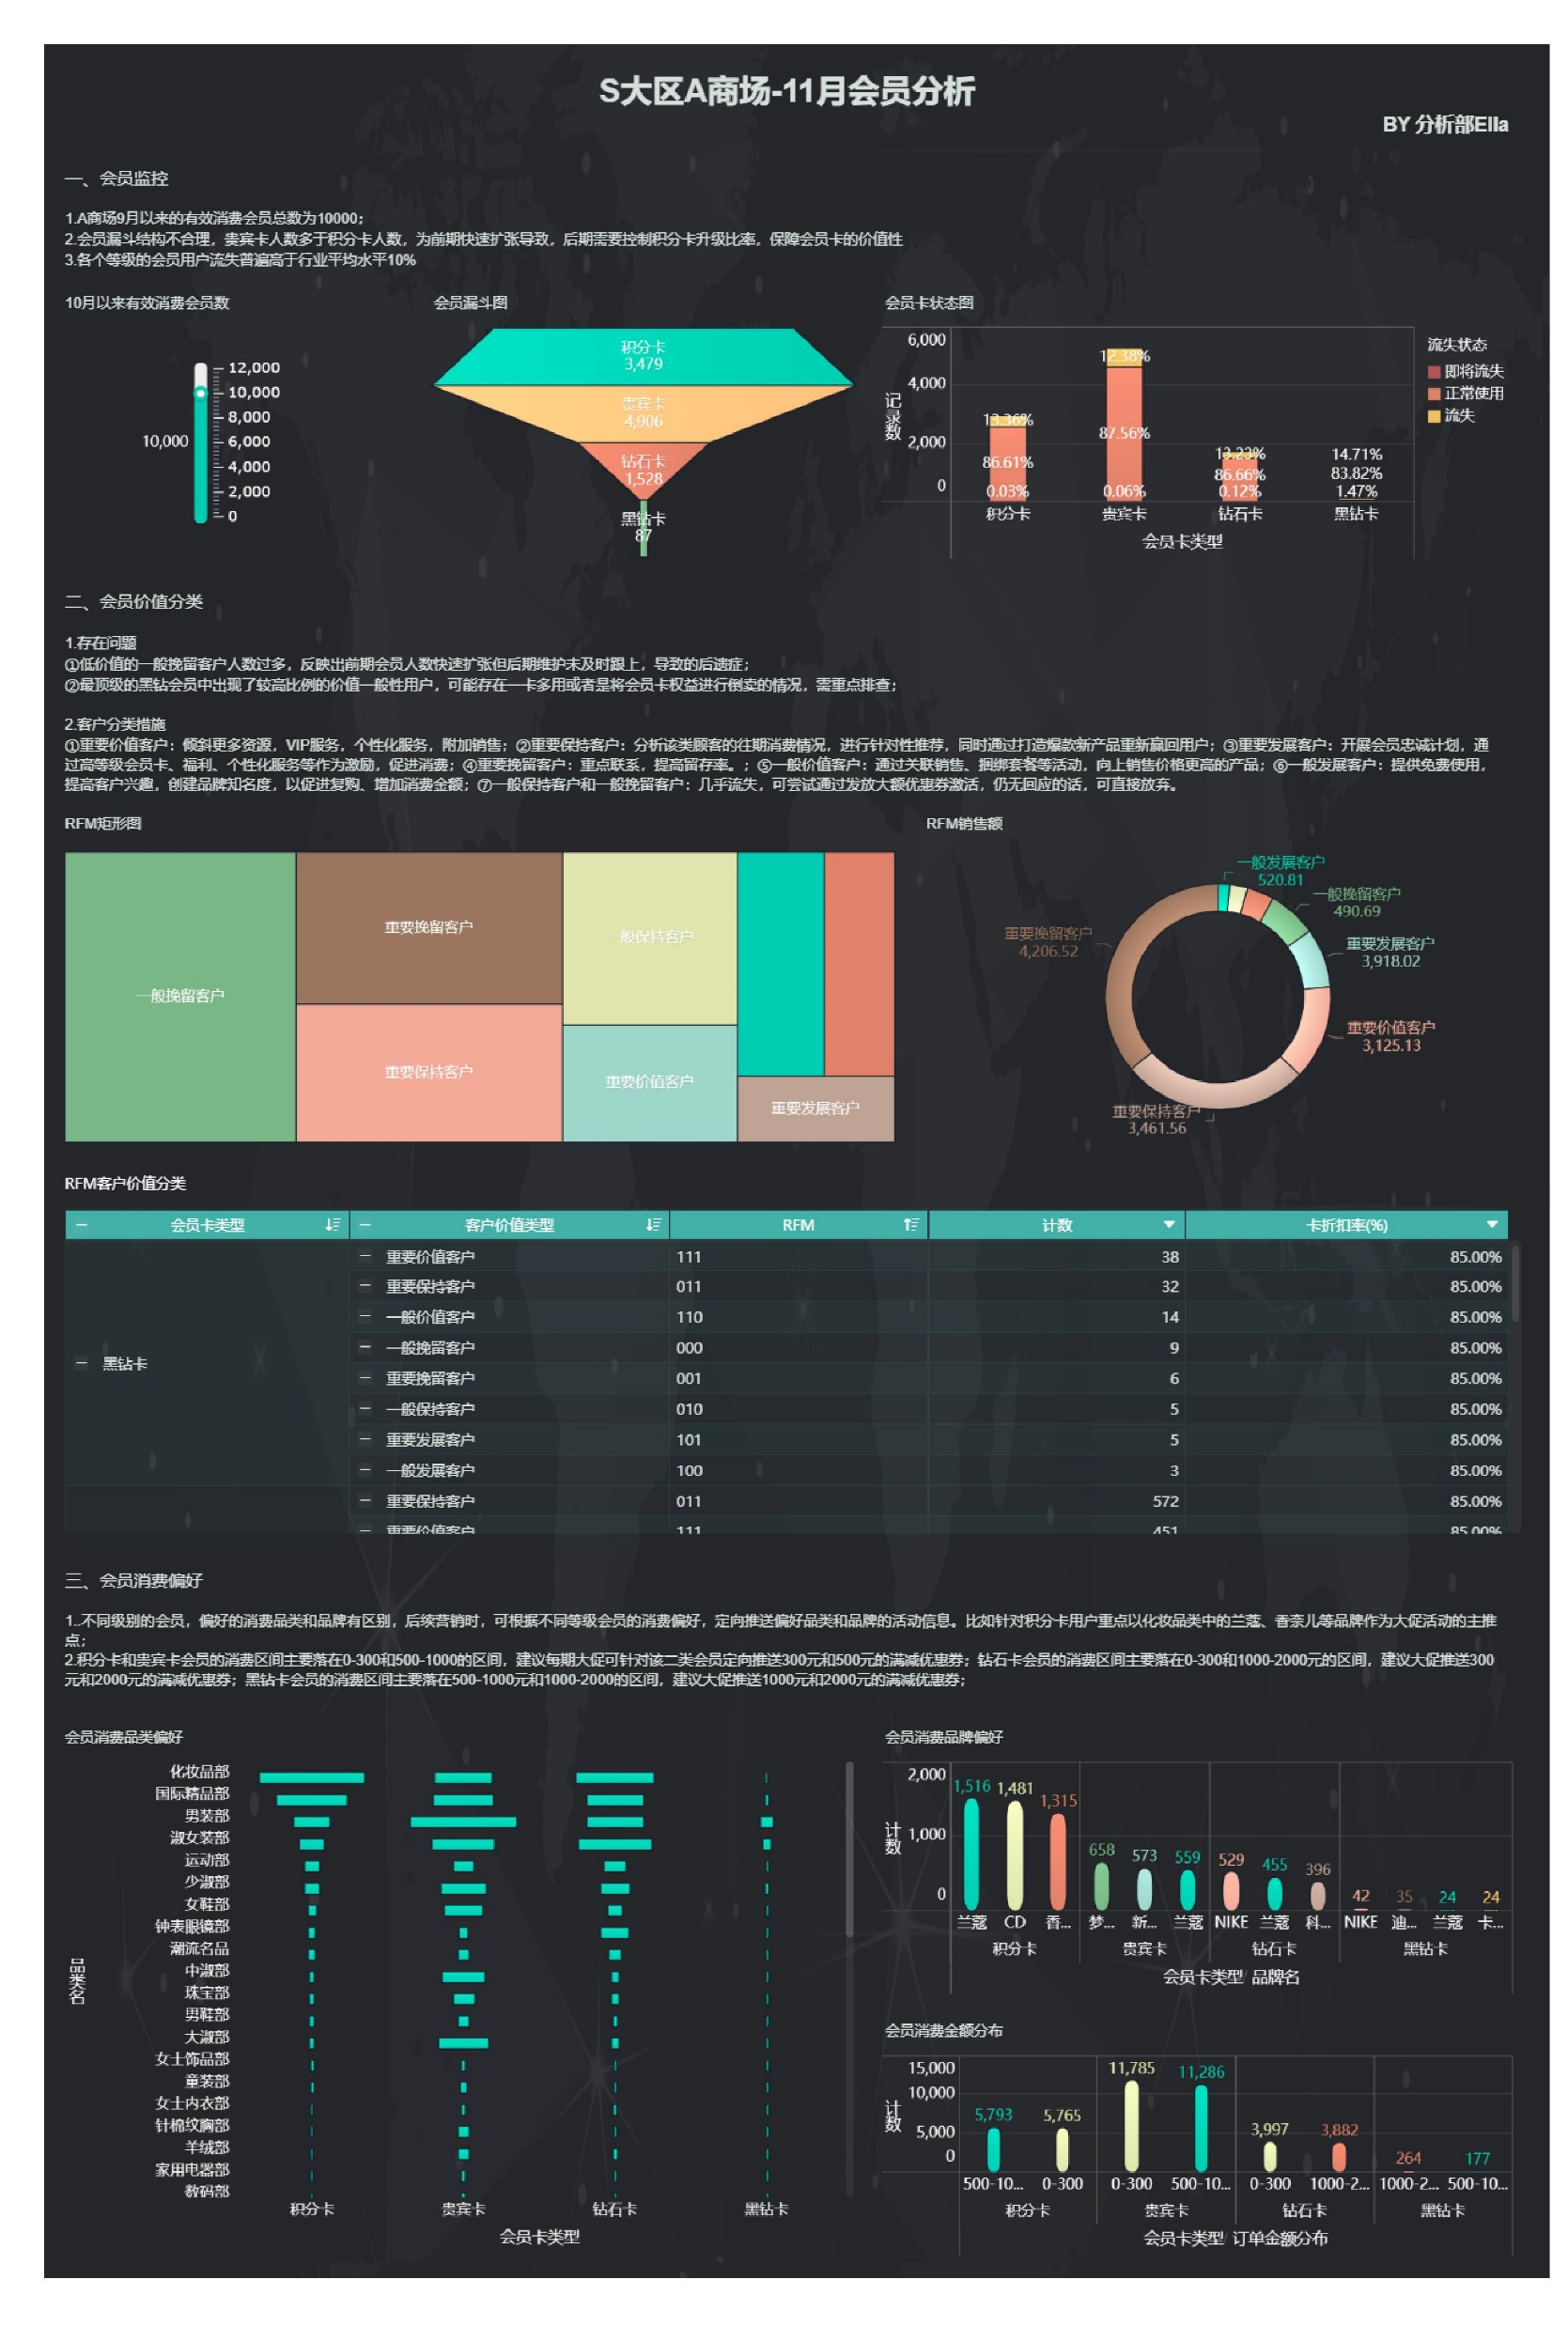 S大区A商场-11月会员分析
BY 分析部Ella
一、会员监控
1.A商场9月以来的有效消费会员总数为10000；
2.会员漏斗结构不合理，贵宾卡人数多于积分卡人数，为前期快速扩张导致，后期需要控制积分卡升级比率，保障会员卡的价值性
3.各个等级的会员用户流失普遍高于行业平均水平10%
10月以来有效消费会员数
12,000
10,000
8,000
6,000
4,000
2,000
0
10,000
会员漏斗图
积分卡
3,479
贵宾卡
4,906
钻石卡
1,528
黑钻卡
87
会员卡状态图
6,000
4,000
2,000
0
记录数
13.36%
86.61%
0.03%
12.38%
87.56%
0.06%
13.23%
86.66%
0.12%
14.71%
83.82%
1.47%
积分卡 贵宾卡 钻石卡 黑钻卡
会员卡类型
流失状态
即将流失
正常使用
流失
二、会员价值分类
1.存在问题
①低价值的一般挽留客户人数过多，反映出前期会员人数快速扩张但后期维护未及时跟上，导致的后遗症；
②最顶级的黑钻会员中出现了较高比例的价值一般性用户，可能存在一卡多用或者是将会员卡权益进行倒卖的情况，需重点排查；
2.客户分类措施
①重要价值客户：倾斜更多资源，VIP服务，个性化服务，附加销售；②重要保持客户：分析该类顾客的往期消费情况，进行针对性推荐，同时通过打造爆款新产品重新赢回用户；③重要发展客户：开展会员忠诚计划，通
过高等级会员卡、福利、个性化服务等作为激励，促进消费；④重要挽留客户：重点联系，提高留存率。；⑤一般价值客户：通过关联销售、捆绑套餐等活动，向上销售价格更高的产品；⑥一般发展客户：提供免费使用，
提高客户兴趣，创建品牌知名度，以促进复购、增加消费金额；⑦一般保持客户和一般挽留客户：几乎流失，可尝试通过发放大额优惠券激活，仍无回应的话，可直接放弃。
RFM矩形图
一般挽留客户
重要挽留客户
重要保持客户
一般保持客户
重要价值客户
重要发展客户
RFM销售额
一般发展客户
520.81
一般挽留客户
490.69
重要发展客户
3,918.02
重要价值客户
3,125.13
重要保持客户
3,461.56
重要挽留客户
4,206.52
RFM客户价值分类
会员卡类型 客户价值类型 RFM 计数 卡折扣率(%)
重要价值客户 111 38 85.00%
重要保持客户 011 32 85.00%
一般价值客户 110 14 85.00%
一般挽留客户 000 9 85.00%
黑钻卡
重要挽留客户 001 6 85.00%
一般保持客户 010 5 85.00%
重要发展客户 101 5 85.00%
一般发展客户 100 3 85.00%
重要保持客户 011 572 85.00%
重要价值客户 111 451 85.00%
三、会员消费偏好
1..不同级别的会员，偏好的消费品类和品牌有区别，后续营销时，可根据不同等级会员的消费偏好，定向推送偏好品类和品牌的活动信息。比如针对积分卡用户重点以化妆品类中的兰蔻、香奈儿等品牌作为大促活动的主推
点；
2.积分卡和贵宾卡会员的消费区间主要落在0-300和500-1000的区间，建议每期大促可针对该二类会员定向推送300元和500元的满减优惠券；钻石卡会员的消费区间主要落在0-300和1000-2000元的区间，建议大促推送300
元和2000元的满减优惠券；黑钻卡会员的消费区间主要落在500-1000元和1000-2000的区间，建议大促推送1000元和2000元的满减优惠券；
会员消费品类偏好
化妆品部
国际精品部
男装部
淑女装部
运动部
少淑部
女鞋部
钟表眼镜部
潮流名品
中淑部
珠宝部
男鞋部
大淑部
女士饰品部
童装部
女士内衣部
针棉纹胸部
羊绒部
家用电器部
数码部
品类名
积分卡 贵宾卡 钻石卡 黑钻卡
会员卡类型
会员消费品牌偏好
2,000
1,000
0
计数
1,516 1,481 1,315 658 573 559 529 455 396 42 35 24 24
兰蔻 CD 香... 梦... 新... 兰蔻 NIKE 兰蔻 科... NIKE 迪... 兰蔻 卡...
积分卡 贵宾卡 钻石卡 黑钻卡
会员卡类型/ 品牌名
会员消费金额分布
15,000
10,000
5,000
0
计数
5,793 5,765 11,785 11,286 3,997 3,882 264 177
500-10... 0-300 0-300 500-10... 0-300 1000-2... 1000-2... 500-10...
积分卡 贵宾卡 钻石卡 黑钻卡
会员卡类型/ 订单金额分布